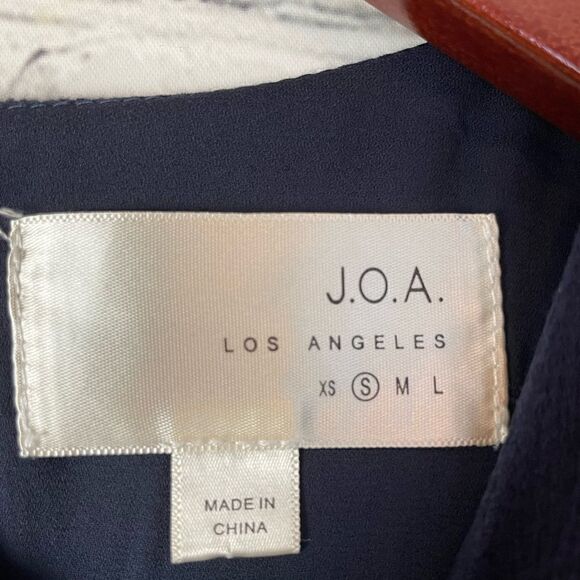 J.O.A.
LOS ANGELES
XS S M L
MADE IN
CHINA